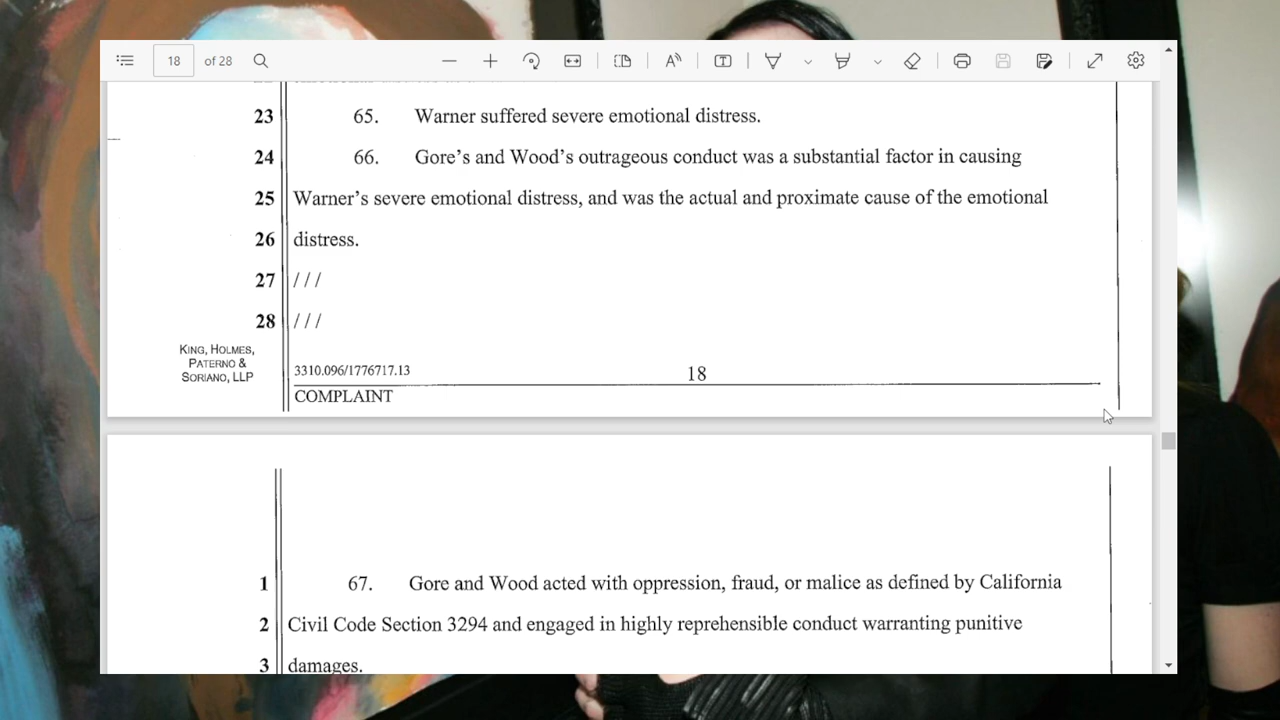 18 of 28
23 65. Warner suffered severe emotional distress.
24 66. Gore's and Wood's outrageous conduct was a substantial factor in causing
25 Warner's severe emotional distress, and was the actual and proximate cause of the emotional
26 distress.
27 / / /
28 / / /
KING, HOLMES,
PATERNO &
SORIANO, LLP
3310.096/1776717.13 18
COMPLAINT
1 67. Gore and Wood acted with oppression, fraud, or malice as defined by California
2 Civil Code Section 3294 and engaged in highly reprehensible conduct warranting punitive
3 damages.